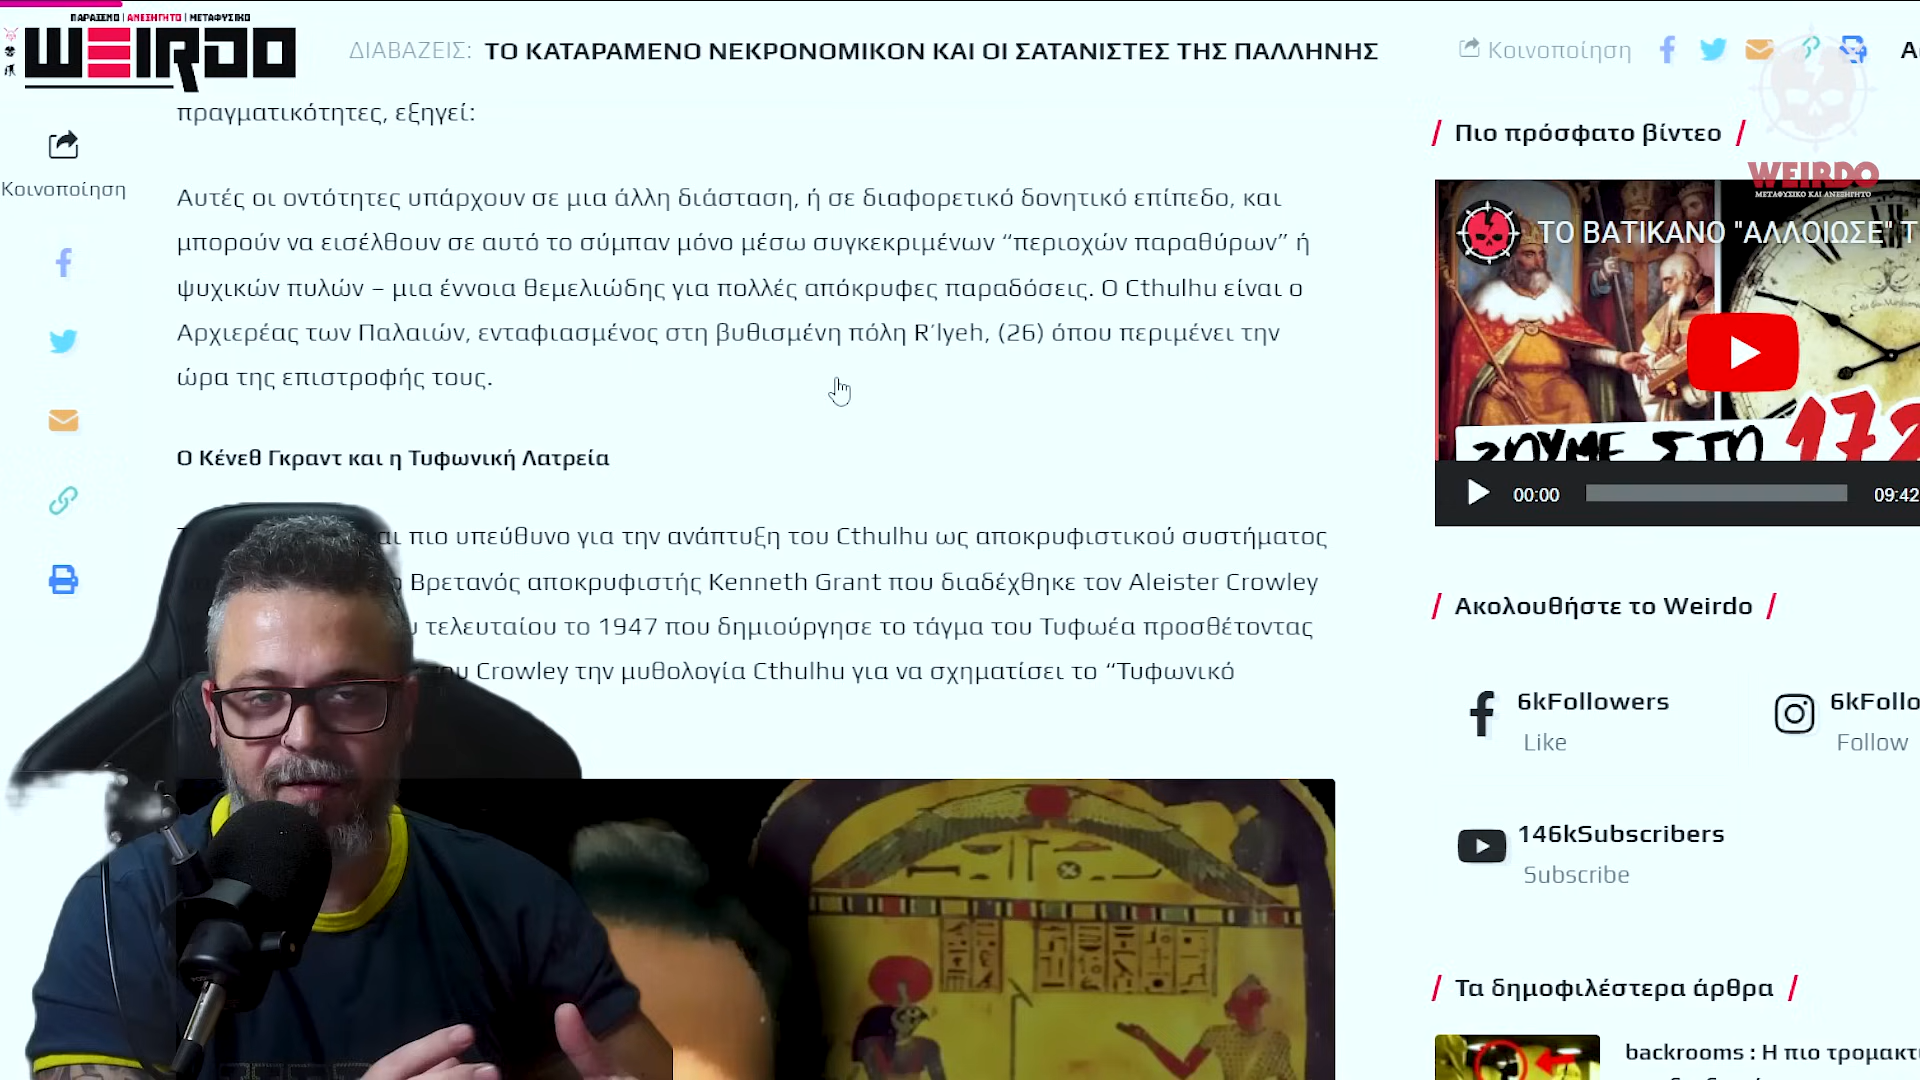 ΠΑΡΑΞΕΝΟ | ΑΝΕΞΗΓΗΤΟ | ΜΕΤΑΦΥΣΙΚΟ
WEIRDO
ΔΙΑΒΑΖΕΙΣ: ΤΟ ΚΑΤΑΡΑΜΕΝΟ ΝΕΚΡΟΝΟΜΙΚΟΝ ΚΑΙ ΟΙ ΣΑΤΑΝΙΣΤΕΣ ΤΗΣ ΠΑΛΛΗΝΗΣ
Κοινοποίηση
Κοινοποίηση
πραγματικότητες, εξηγεί:
Αυτές οι οντότητες υπάρχουν σε μια άλλη διάσταση, ή σε διαφορετικό δονητικό επίπεδο, και
μπορούν να εισέλθουν σε αυτό το σύμπαν μόνο μέσω συγκεκριμένων “περιοχών παραθύρων” ή
ψυχικών πυλών – μια έννοια θεμελιώδης για πολλές απόκρυφες παραδόσεις. Ο Cthulhu είναι ο
Αρχιερέας των Παλαιών, ενταφιασμένος στη βυθισμένη πόλη R’lyeh, (26) όπου περιμένει την
ώρα της επιστροφής τους.
Ο Κένεθ Γκραντ και η Τυφωνική Λατρεία
πιο υπεύθυνο για την ανάπτυξη του Cthulhu ως αποκρυφιστικού συστήματος
Βρετανός αποκρυφιστής Kenneth Grant που διαδέχθηκε τον Aleister Crowley
τελευταίου το 1947 που δημιούργησε το τάγμα του Τυφωέα προσθέτοντας
Crowley την μυθολογία Cthulhu για να σχηματίσει το “Τυφωνικό
Πιο πρόσφατο βίντεο
WEIRDO
ΜΕΤΑΦΥΣΙΚΟ ΚΑΙ ΑΝΕΞΗΓΗΤΟ
ΤΟ ΒΑΤΙΚΑΝΟ "ΑΛΛΟΙΩΣΕ" Τ
ΖΟΥΜΕ ΣΤΟ 172
00:00
09:42
Ακολουθήστε το Weirdo
6kFollowers
Like
6kFollo
Follow
146kSubscribers
Subscribe
Τα δημοφιλέστερα άρθρα
backrooms : Η πιο τρομακτ